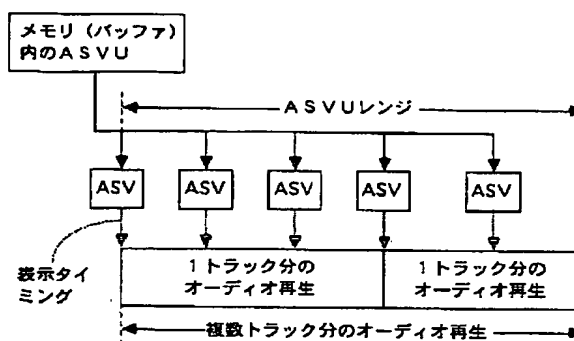 メモリ（バッファ）
内のASVU
ASVUレンジ
ASV
ASV
ASV
ASV
ASV
表示タイ
ミング
1トラック分の
オーディオ再生
1トラック分の
オーディオ再生
複数トラック分のオーディオ再生